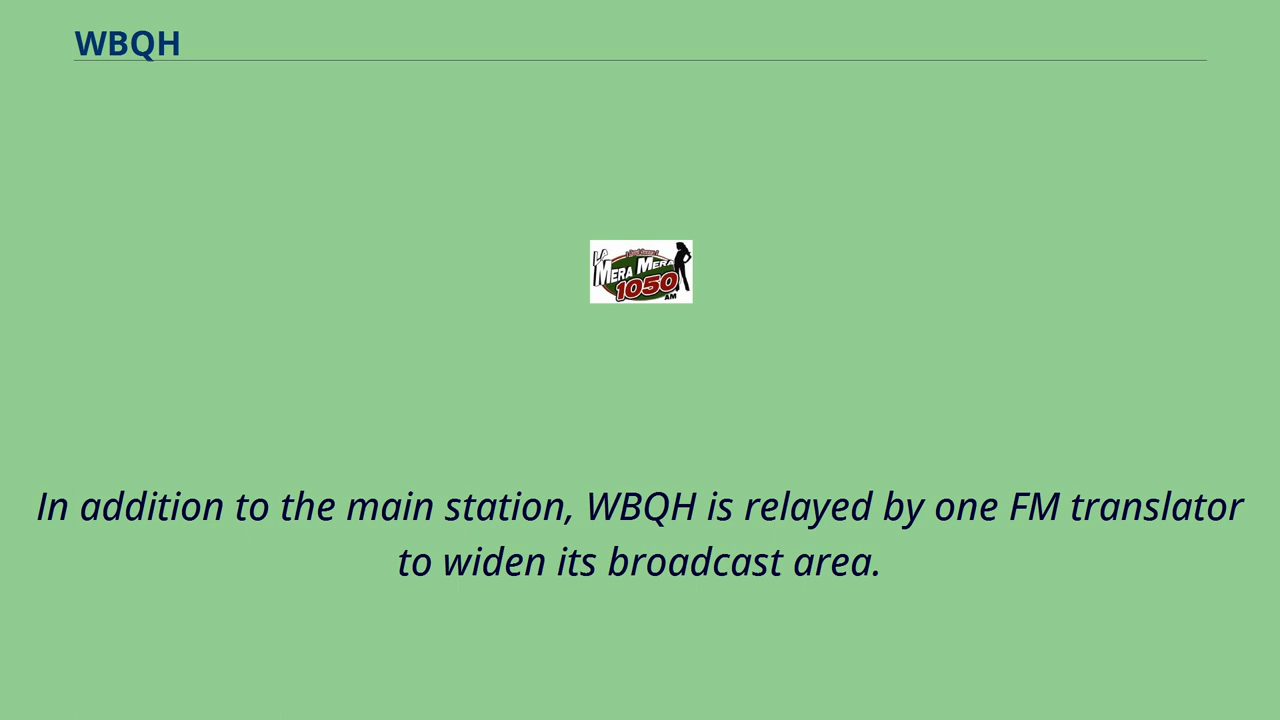 WBQH
LA
MERA MERA
1050
AM
In addition to the main station, WBQH is relayed by one FM translator
to widen its broadcast area.